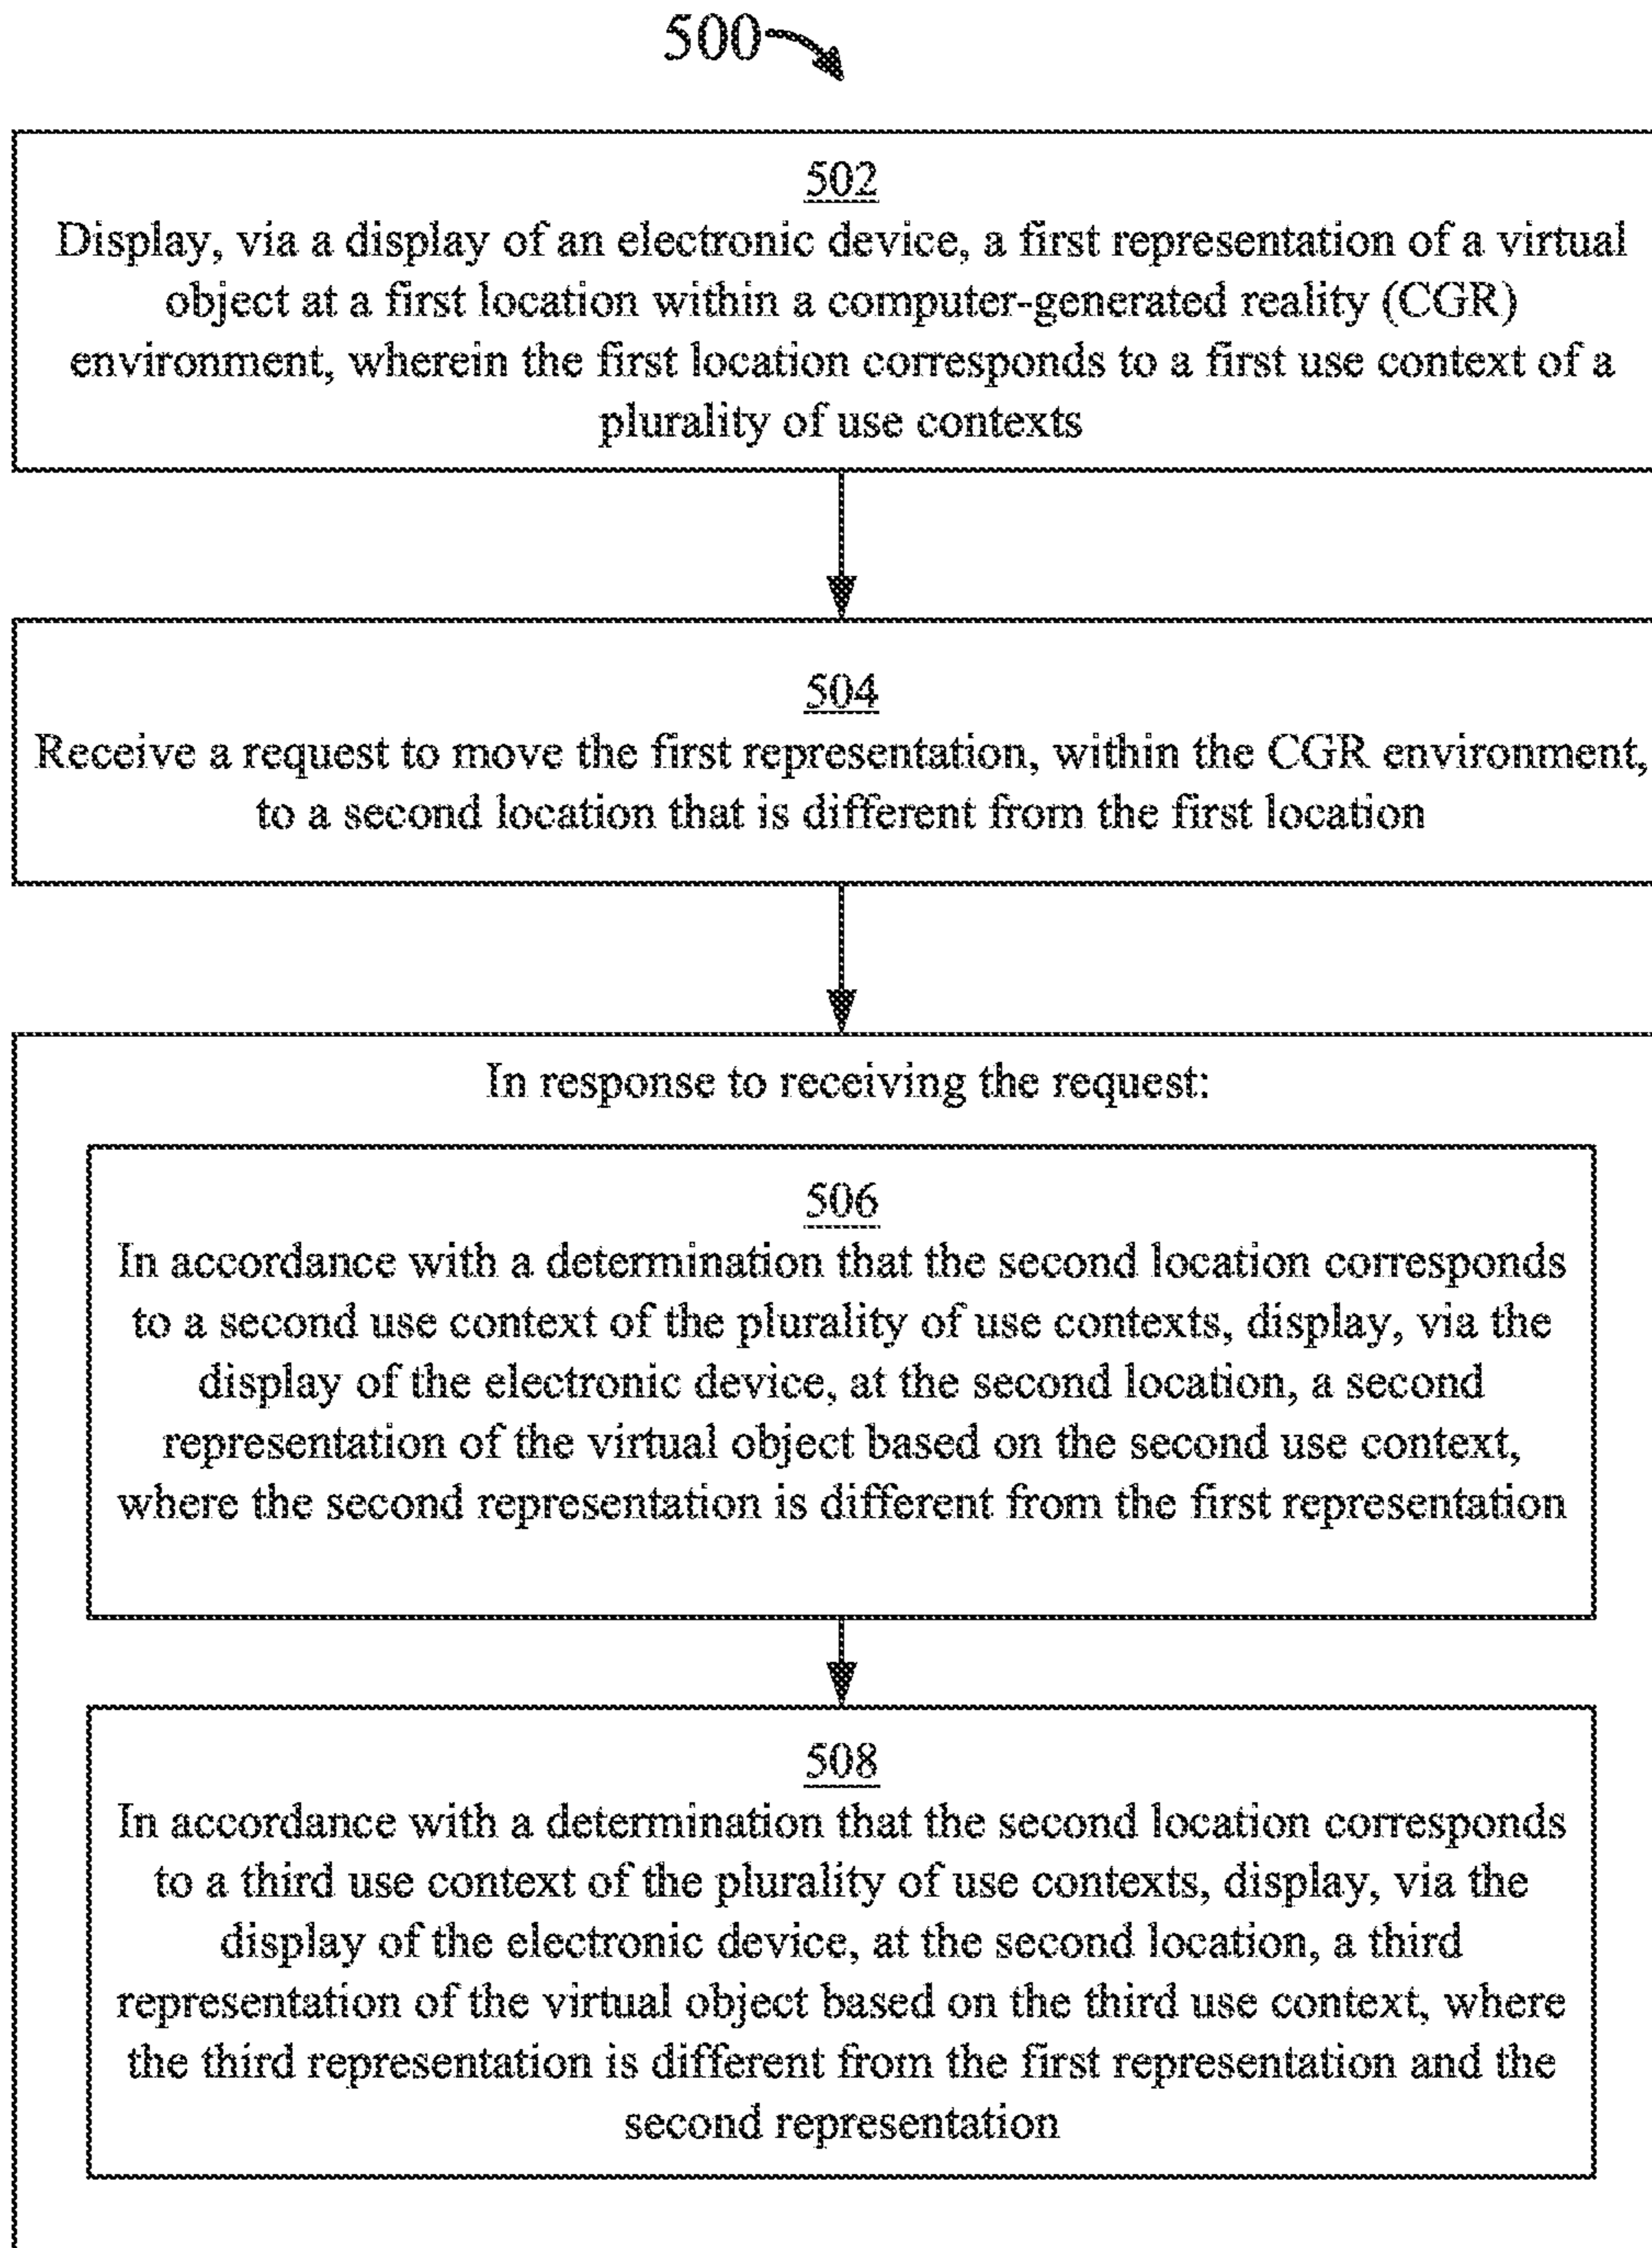 500
502
Display, via a display of an electronic device, a first representation of a virtual
object at a first location within a computer-generated reality (CGR)
environment, wherein the first location corresponds to a first use context of a
plurality of use contexts
504
Receive a request to move the first representation, within the CGR environment,
to a second location that is different from the first location
In response to receiving the request:
506
In accordance with a determination that the second location corresponds
to a second use context of the plurality of use contexts, display, via the
display of the electronic device, at the second location, a second
representation of the virtual object based on the second use context,
where the second representation is different from the first representation
508
In accordance with a determination that the second location corresponds
to a third use context of the plurality of use contexts, display, via the
display of the electronic device, at the second location, a third
representation of the virtual object based on the third use context, where
the third representation is different from the first representation and the
second representation